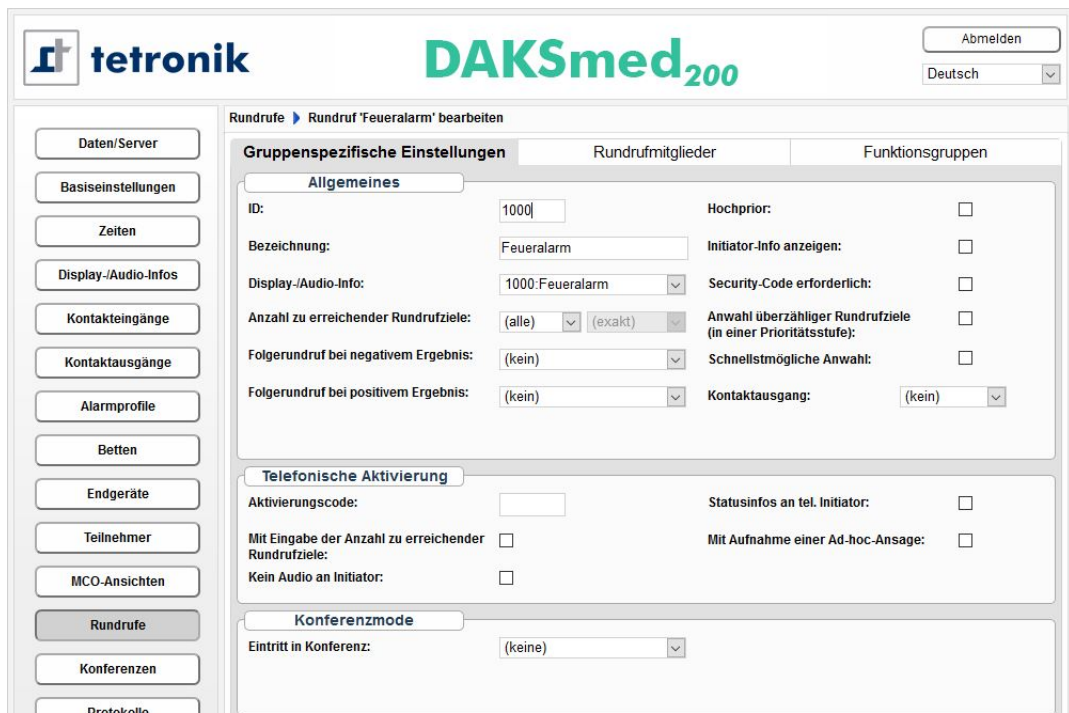 tetronik
DAKSmed200
Abmelden
Deutsch
Daten/Server
Basiseinstellungen
Zeiten
Display-/Audio-Infos
Kontakteingänge
Kontaktausgänge
Alarmprofile
Betten
Endgeräte
Teilnehmer
MCO-Ansichten
Rundrufe
Konferenzen
Protokolle
Rundrufe Rundruf 'Feueralarm' bearbeiten
Gruppenspezifische Einstellungen Rundrufmitglieder Funktionsgruppen
Allgemeines
ID: 1000 Hochprior:
Bezeichnung: Feueralarm Initiator-Info anzeigen:
Display-/Audio-Info: 1000:Feueralarm Security-Code erforderlich:
Anzahl zu erreichender Rundrufziele: (alle) (exakt) Anwahl überzähliger Rundrufziele
(in einer Prioritätsstufe):
Folgerundruf bei negativem Ergebnis: (kein) Schnellstmögliche Anwahl:
Folgerundruf bei positivem Ergebnis: (kein) Kontaktausgang: (kein)
Telefonische Aktivierung
Aktivierungscode: Statusinfos an tel. Initiator:
Mit Eingabe der Anzahl zu erreichender
Rundrufziele:
Mit Aufnahme einer Ad-hoc-Ansage:
Kein Audio an Initiator:
Konferenzmode
Eintritt in Konferenz: (keine)